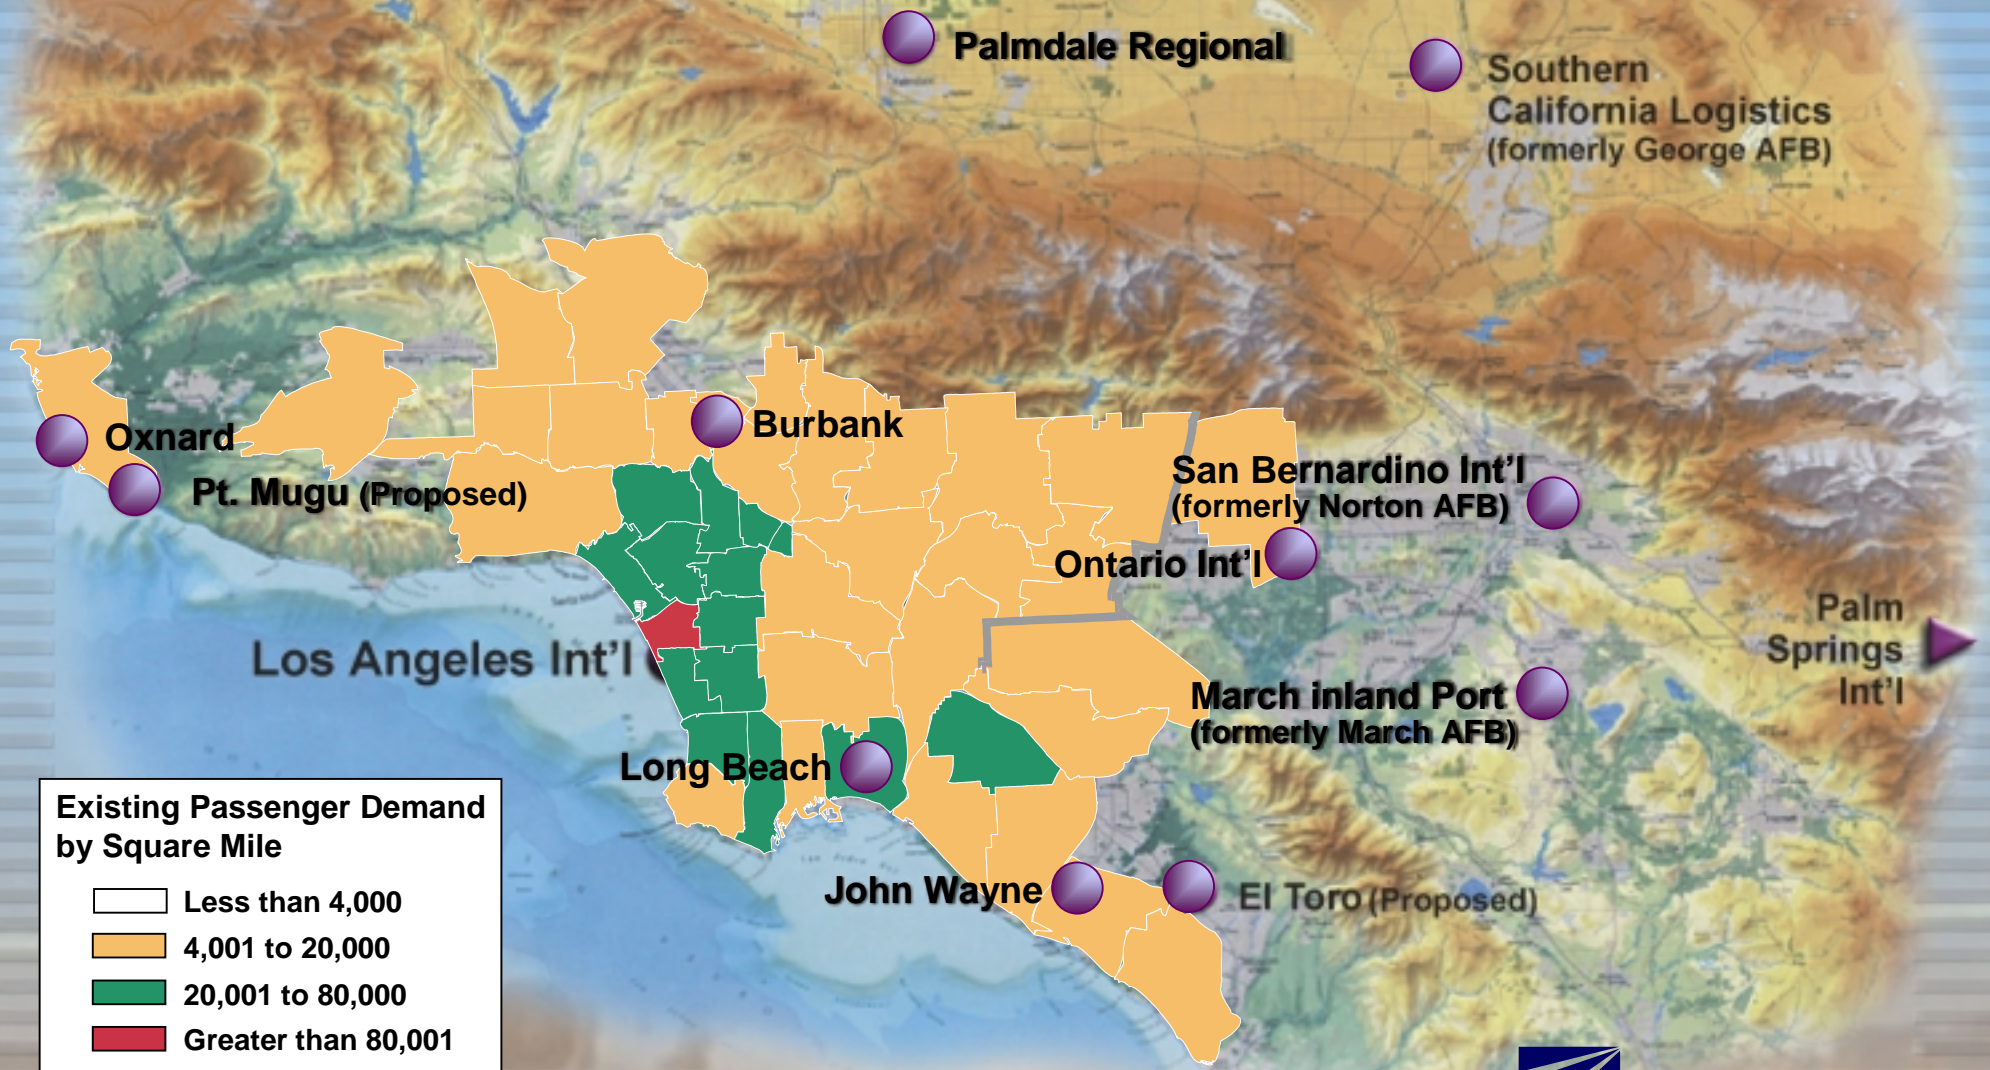 Palmdale Regional
Southern
California Logistics
(formerly George AFB)
Oxnard
Burbank
Pt. Mugu (Proposed)
San Bernardino Int'l
(formerly Norton AFB)
Ontario Int'l
Los Angeles Int'l
Palm
Springs
Int'l
March inland Port
(formerly March AFB)
Long Beach
John Wayne
El Toro (Proposed)
Existing Passenger Demand
by Square Mile
Less than 4,000
4,001 to 20,000
20,001 to 80,000
Greater than 80,001